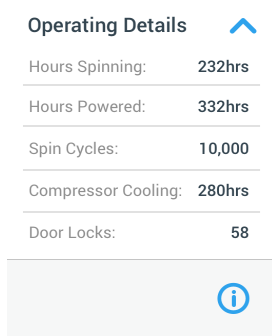 Operating Details
Hours Spinning: 232hrs
Hours Powered: 332hrs
Spin Cycles: 10,000
Compressor Cooling: 280hrs
Door Locks: 58